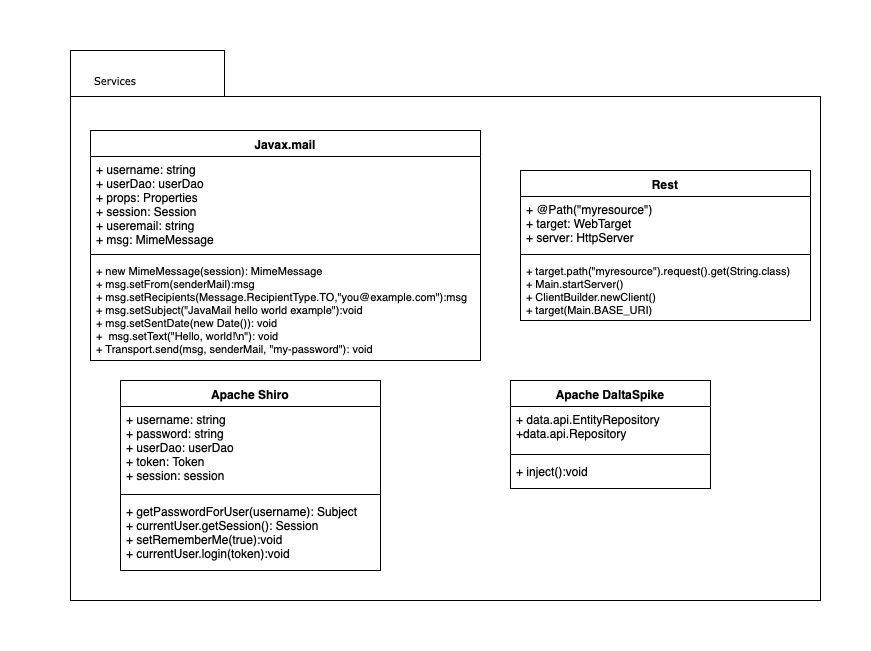 Services
Javax.mail
+ username: string
+ userDao: userDao
+ props: Properties
+ session: Session
+ useremail: string
+ msg: MimeMessage
+ new MimeMessage(session): MimeMessage
+ msg.setFrom(senderMail):msg
+ msg.setRecipients(Message.RecipientType.TO,"you@example.com"):msg
+ msg.setSubject("JavaMail hello world example"):void
+ msg.setSentDate(new Date()): void
+  msg.setText("Hello, world!\n"): void
+ Transport.send(msg, senderMail, "my-password"): void
Rest
+ @Path("myresource")
+ target: WebTarget
+ server: HttpServer
+ target.path("myresource").request().get(String.class)
+ Main.startServer()
+ ClientBuilder.newClient()
+ target(Main.BASE_URI)
Apache Shiro
+ username: string
+ password: string
+ userDao: userDao
+ token: Token
+ session: session
+ getPasswordForUser(username): Subject
+ currentUser.getSession(): Session
+ setRememberMe(true):void
+ currentUser.login(token):void
Apache DaltaSpike
+ data.api.EntityRepository
+data.api.Repository
+ inject():void